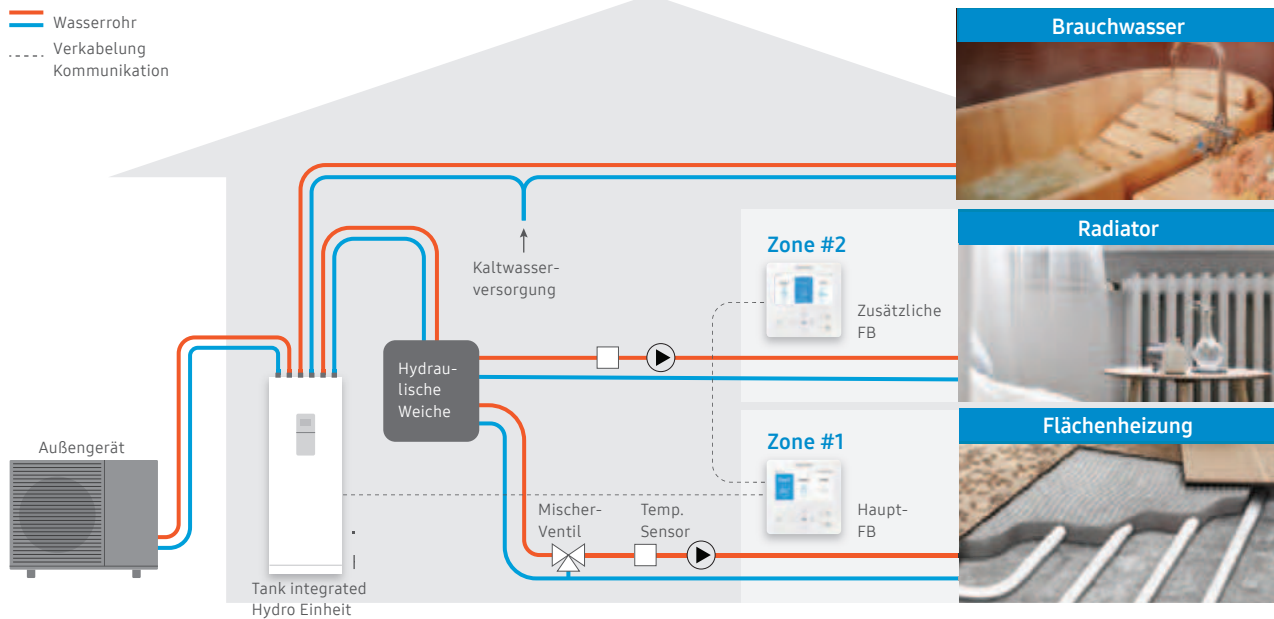 Wasserrohr
Verkabelung
Kommunikation
Brauchwasser
Radiator
Zone #2
Kaltwasser-
versorgung
Zusätzliche
FB
Hydrau-
lische
Weiche
Flächenheizung
Zone #1
Außengerät
Mischer-
Ventil
Temp.
Sensor
Haupt-
FB
Tank integrated
Hydro Einheit